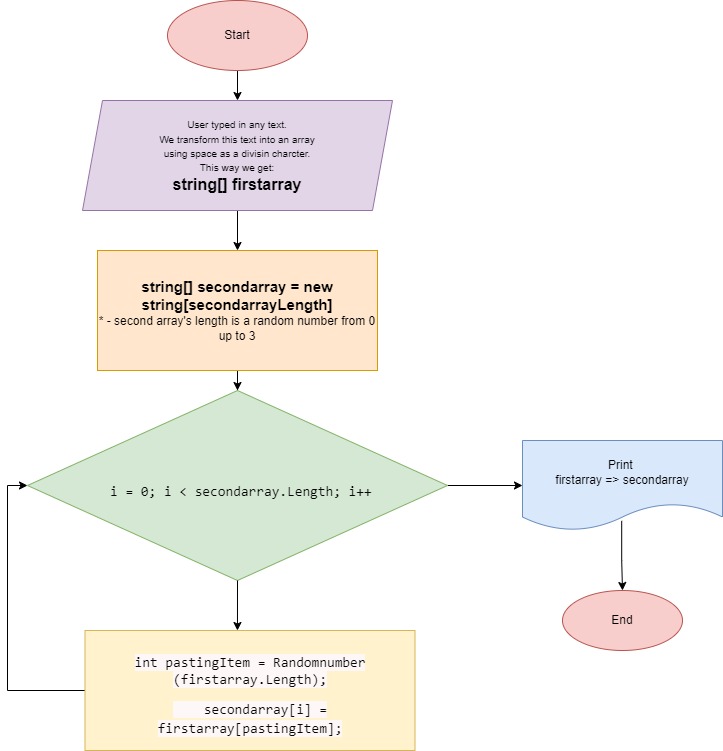 Start
User typed in any text.
We transform this text into an array
using space as a divisin charcter.
This way we get:
string[] firstarray
string[] secondarray = new
string[secondarrayLength]
* - second array's length is a random number from 0
up to 3
i = 0; i < secondarray.Length; i++
Print
firstarray => secondarray
End
int pastingItem = Randomnumber
(firstarray.Length);
secondarray[i] =
firstarray[pastingItem];